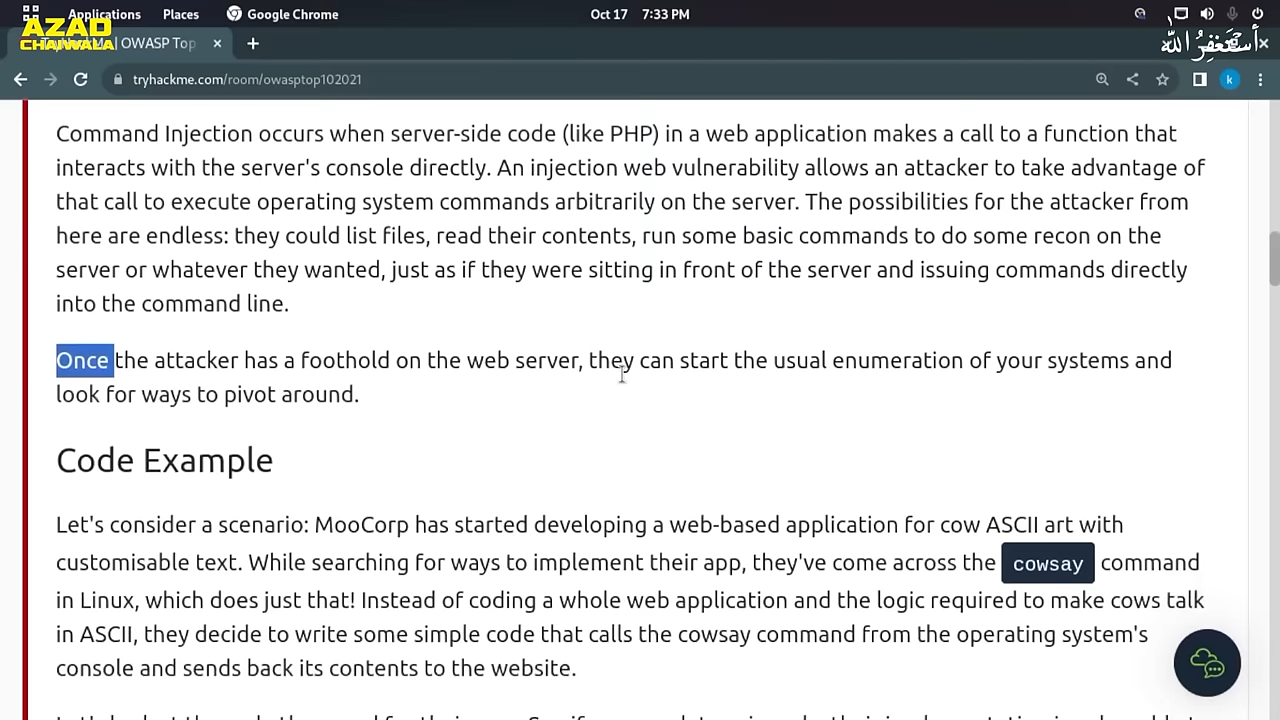 Applications Places Google Chrome Oct 17 7:33 PM
AZAD
CHAIWALA
OWASP Top
أستغفر الله
tryhackme.com/room/owasptop102021
k
Command Injection occurs when server-side code (like PHP) in a web application makes a call to a function that
interacts with the server's console directly. An injection web vulnerability allows an attacker to take advantage of
that call to execute operating system commands arbitrarily on the server. The possibilities for the attacker from
here are endless: they could list files, read their contents, run some basic commands to do some recon on the
server or whatever they wanted, just as if they were sitting in front of the server and issuing commands directly
into the command line.
Once the attacker has a foothold on the web server, they can start the usual enumeration of your systems and
look for ways to pivot around.
Code Example
Let's consider a scenario: MooCorp has started developing a web-based application for cow ASCII art with
customisable text. While searching for ways to implement their app, they've come across the cowsay command
in Linux, which does just that! Instead of coding a whole web application and the logic required to make cows talk
in ASCII, they decide to write some simple code that calls the cowsay command from the operating system's
console and sends back its contents to the website.